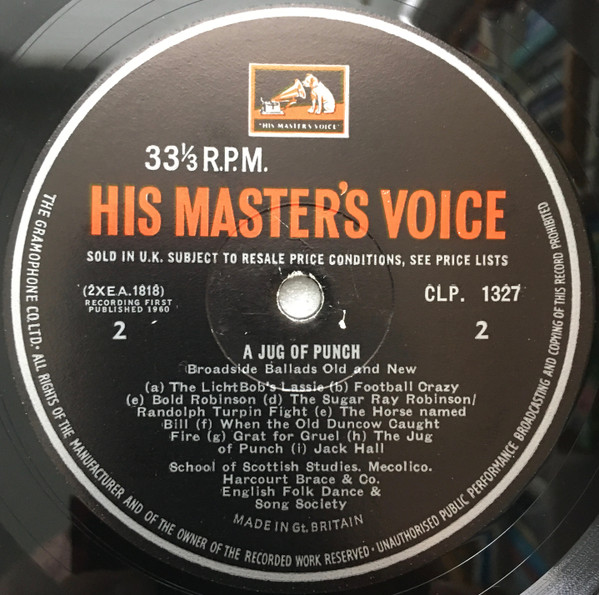 "HIS MASTER'S VOICE"
33⅓ R.P.M.
HIS MASTER'S VOICE
SOLD IN U.K. SUBJECT TO RESALE PRICE CONDITIONS, SEE PRICE LISTS
(2XEA.1818)
RECORDING FIRST
PUBLISHED 1960
2
CLP. 1327
2
A JUG OF PUNCH
Broadside Ballads Old and New
(a) The LichtBob's Lassie (b) Football Crazy
(e) Bold Robinson (d) The Sugar Ray Robinson/
Randolph Turpin Fight (e) The Horse named
Bill (f) When the Old Duncow Caught
Fire (g) Grat for Gruel (h) The Jug
of Punch (i) Jack Hall
School of Scottish Studies. Mecolico.
Harcourt Brace & Co.
English Folk Dance &
Song Society
MADE IN Gt. BRITAIN
THE GRAMOPHONE CO. LTD. · ALL RIGHTS OF THE MANUFACTURER AND OF THE OWNER OF THE RECORDED WORK RESERVED · UNAUTHORISED PUBLIC PERFORMANCE BROADCASTING AND COPYING OF THIS RECORD PROHIBITED